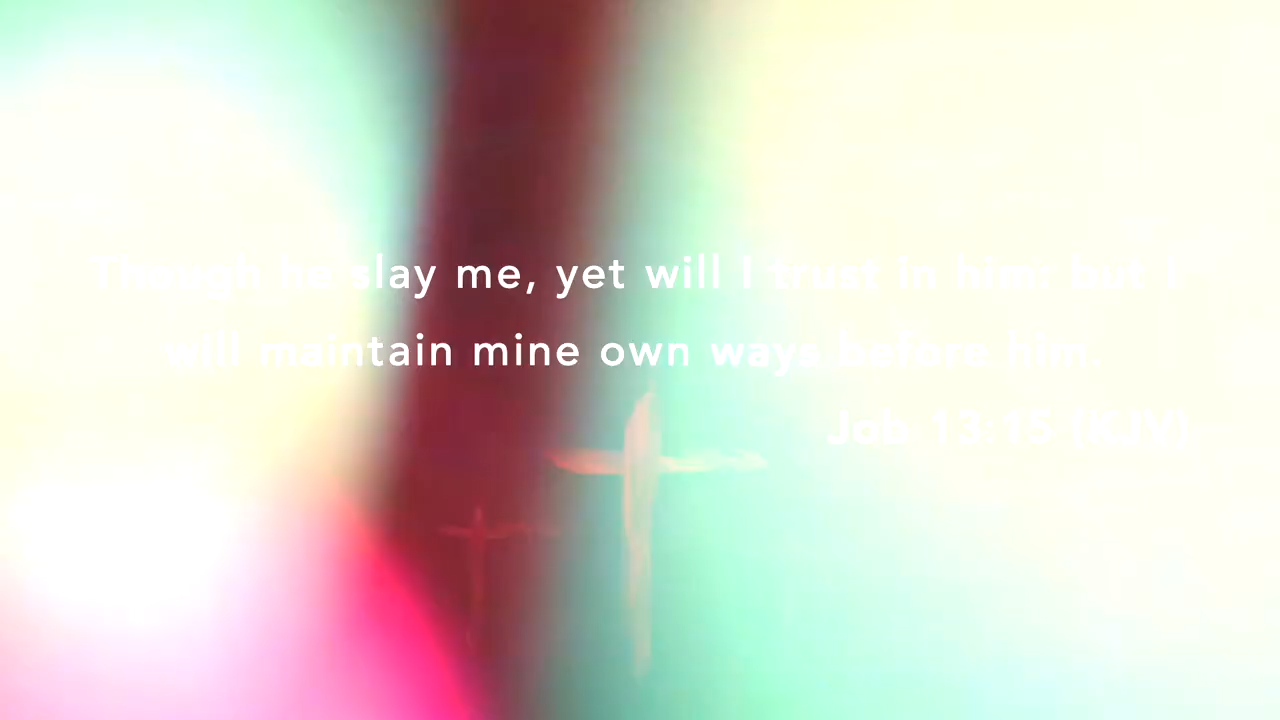 Though he slay me, yet will I trust in him: but I
will maintain mine own ways before him.
Job 13:15 (KJV)